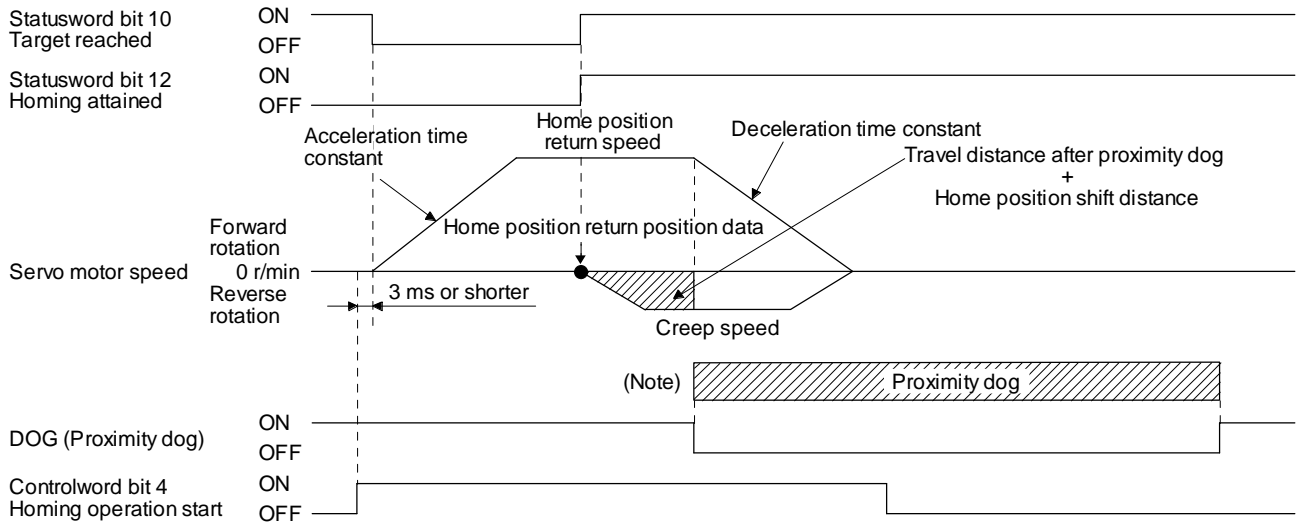 Statusword bit 10
Target reached
ON
OFF
Statusword bit 12
Homing attained
ON
OFF
Acceleration time
constant
Home position
return speed
Deceleration time constant
Travel distance after proximity dog
+
Home position shift distance
Home position return position data
Forward
rotation
Servo motor speed
0 r/min
Reverse
rotation
3 ms or shorter
Creep speed
(Note)
Proximity dog
DOG (Proximity dog)
ON
OFF
Controlword bit 4
Homing operation start
ON
OFF